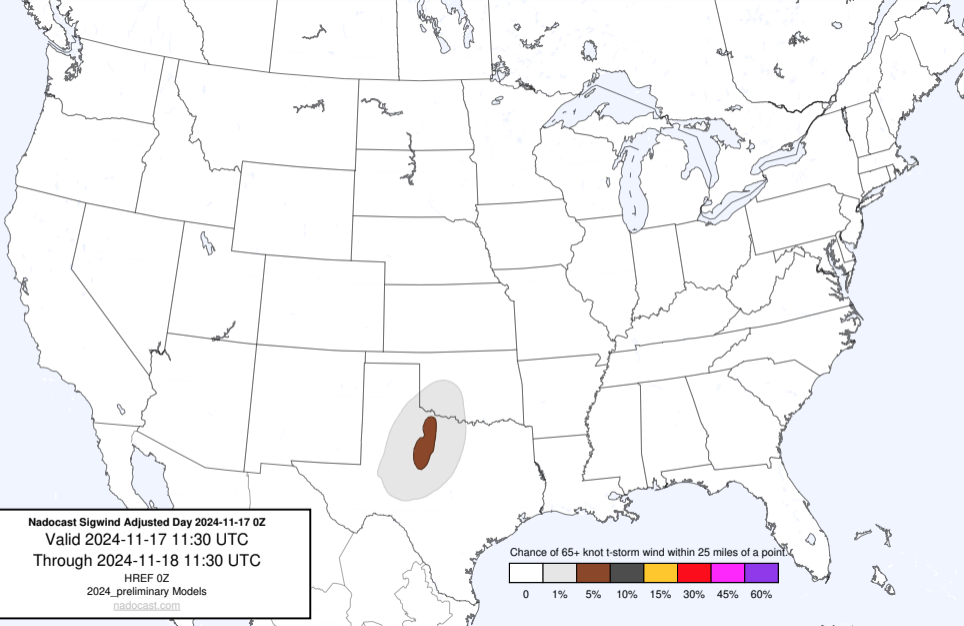 Nadocast Sigwind Adjusted Day 2024-11-17 0Z
Valid 2024-11-17 11:30 UTC
Through 2024-11-18 11:30 UTC
HREF 0Z
2024_preliminary Models
nadocast.com
Chance of 65+ knot t-storm wind within 25 miles of a point.
0 1% 5% 10% 15% 30% 45% 60%